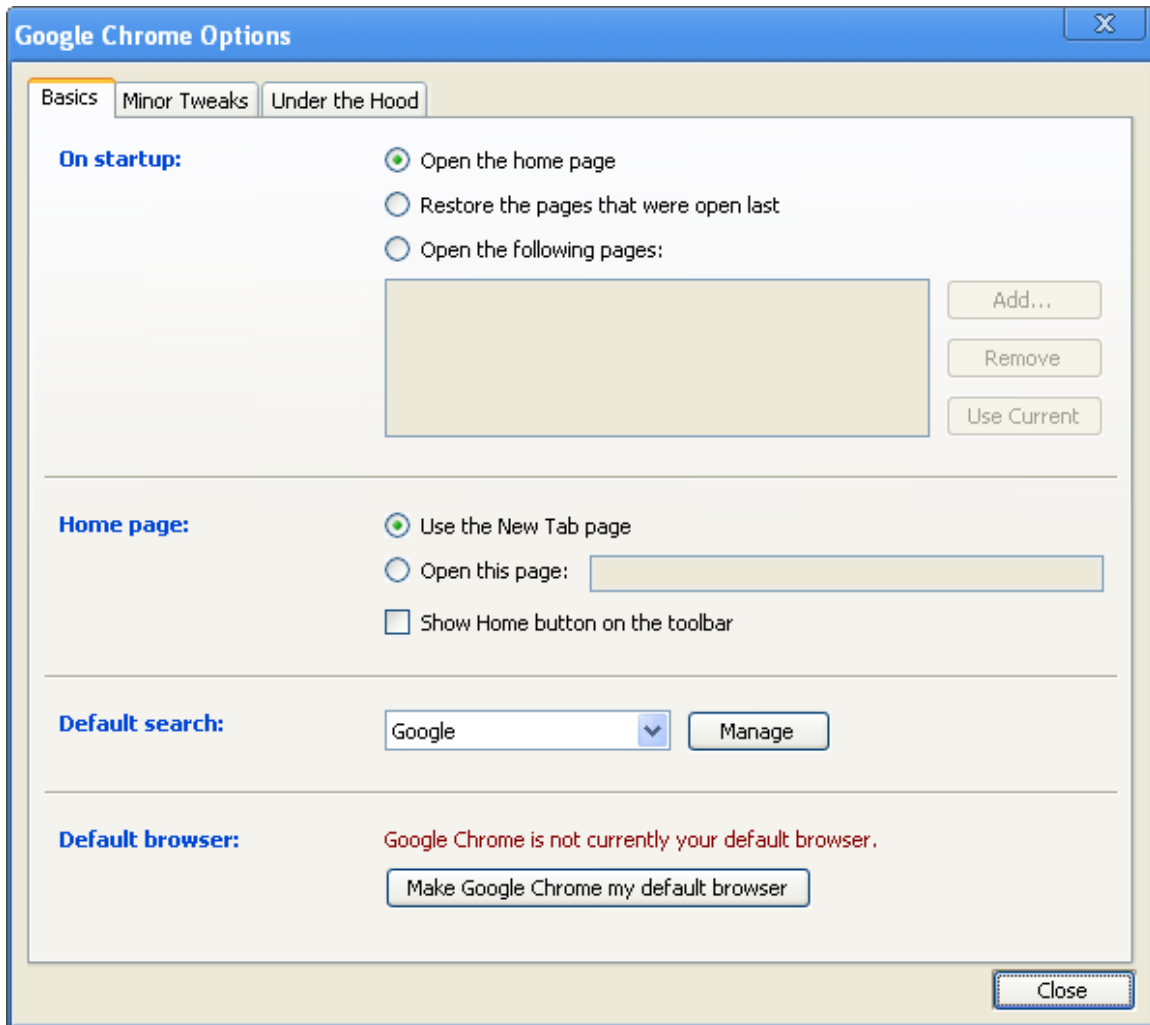 Google Chrome Options
Basics Minor Tweaks Under the Hood
On startup: Open the home page
Restore the pages that were open last
Open the following pages:
Add...
Remove
Use Current
Home page: Use the New Tab page
Open this page:
Show Home button on the toolbar
Default search: Google Manage
Default browser: Google Chrome is not currently your default browser.
Make Google Chrome my default browser
Close